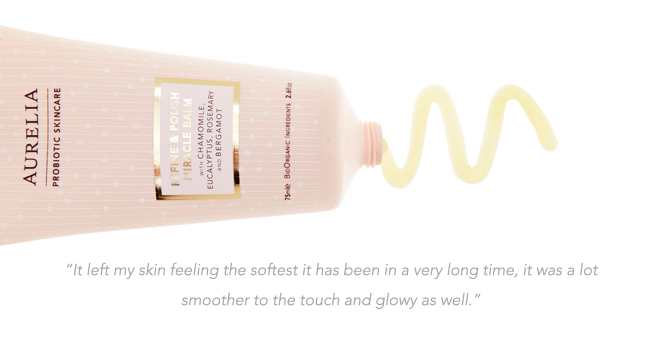 AURELIA
PROBIOTIC SKINCARE
REFINE & POLISH
MIRACLE BALM
WITH CHAMOMILE,
EUCALYPTUS, ROSEMARY
AND BERGAMOT
75ml℮ BIOORGANIC INGREDIENTS 2.6floz
“It left my skin feeling the softest it has been in a very long time, it was a lot
smoother to the touch and glowy as well.”